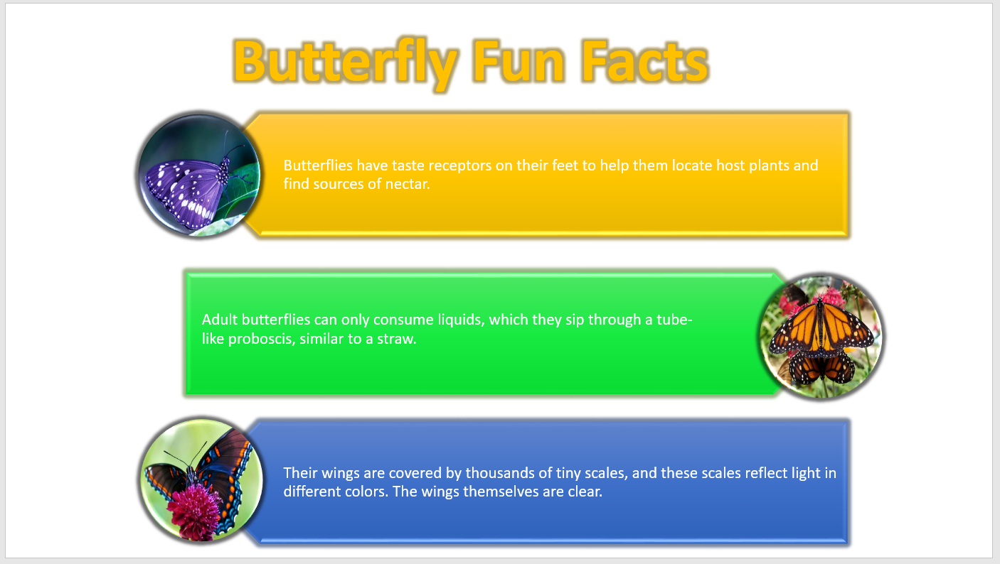 Butterfly Fun Facts
Butterflies have taste receptors on their feet to help them locate host plants and
find sources of nectar.
Adult butterflies can only consume liquids, which they sip through a tube-
like proboscis, similar to a straw.
Their wings are covered by thousands of tiny scales, and these scales reflect light in
different colors. The wings themselves are clear.